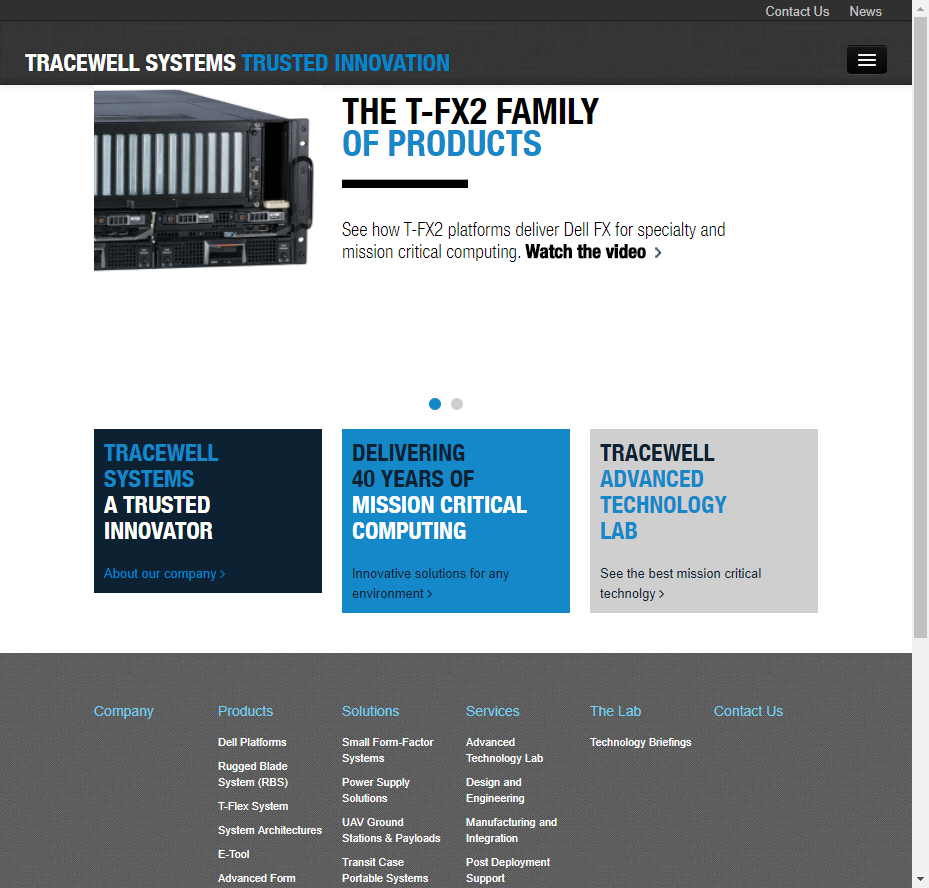 Contact Us News
TRACEWELL SYSTEMS TRUSTED INNOVATION
THE T-FX2 FAMILY
OF PRODUCTS
See how T-FX2 platforms deliver Dell FX for specialty and
mission critical computing. Watch the video >
TRACEWELL
SYSTEMS
A TRUSTED
INNOVATOR
About our company >
DELIVERING
40 YEARS OF
MISSION CRITICAL
COMPUTING
Innovative solutions for any
environment >
TRACEWELL
ADVANCED
TECHNOLOGY
LAB
See the best mission critical
technolgy >
Company
Products
Dell Platforms
Rugged Blade
System (RBS)
T-Flex System
System Architectures
E-Tool
Advanced Form
Solutions
Small Form-Factor
Systems
Power Supply
Solutions
UAV Ground
Stations & Payloads
Transit Case
Portable Systems
Services
Advanced
Technology Lab
Design and
Engineering
Manufacturing and
Integration
Post Deployment
Support
The Lab
Technology Briefings
Contact Us